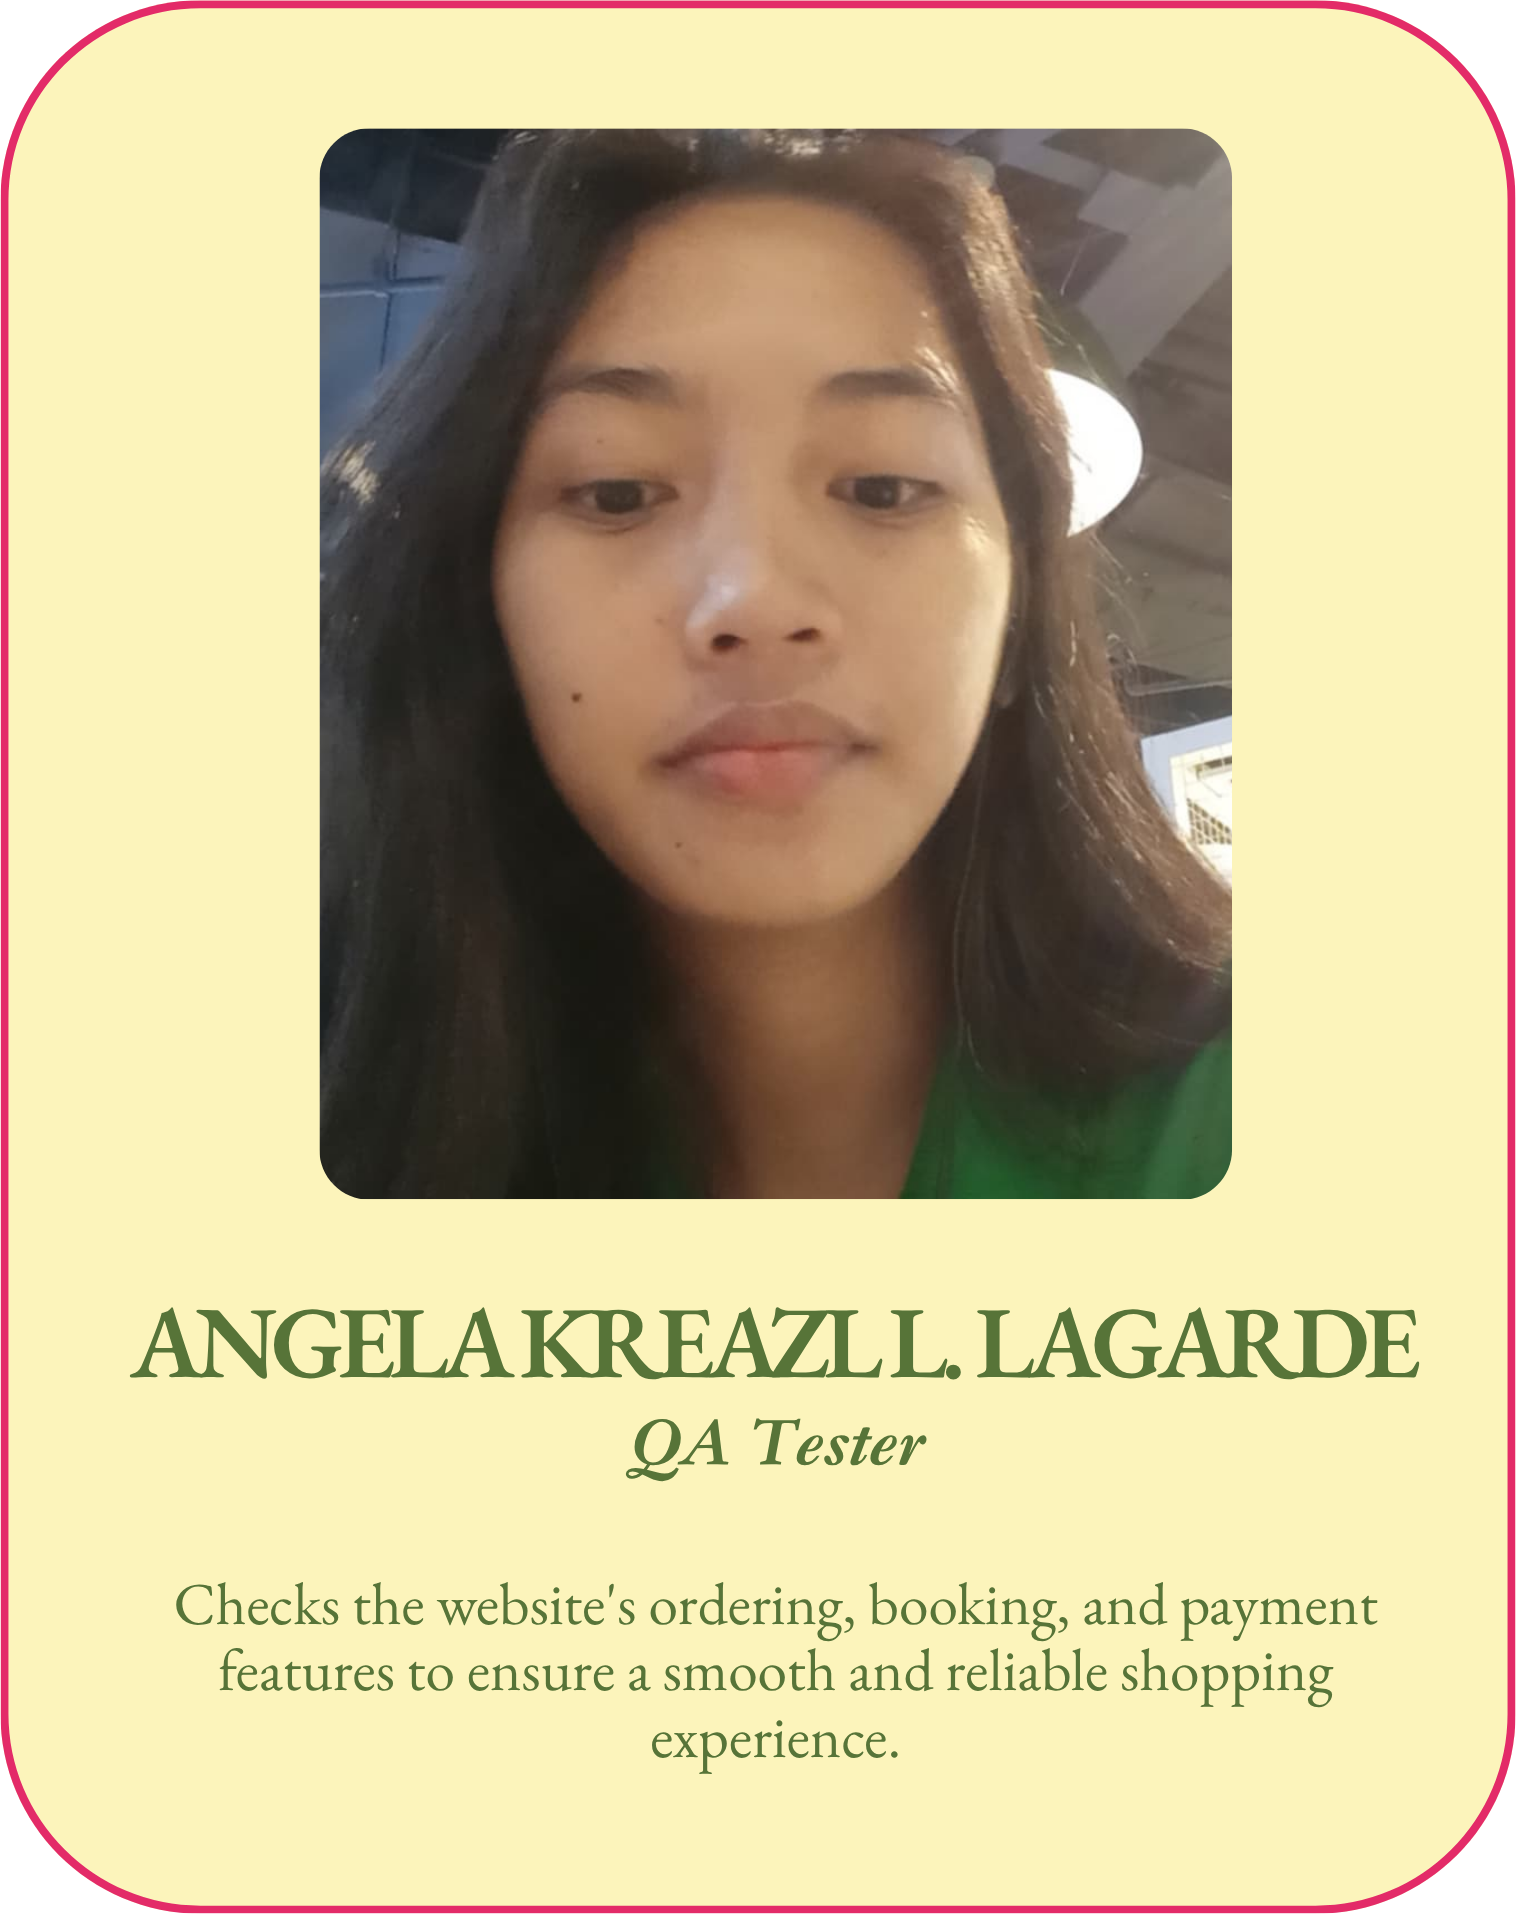 ANGELA KREAZL L. LAGARDE
QA Tester
Checks the website's ordering, booking, and payment
features to ensure a smooth and reliable shopping
experience.